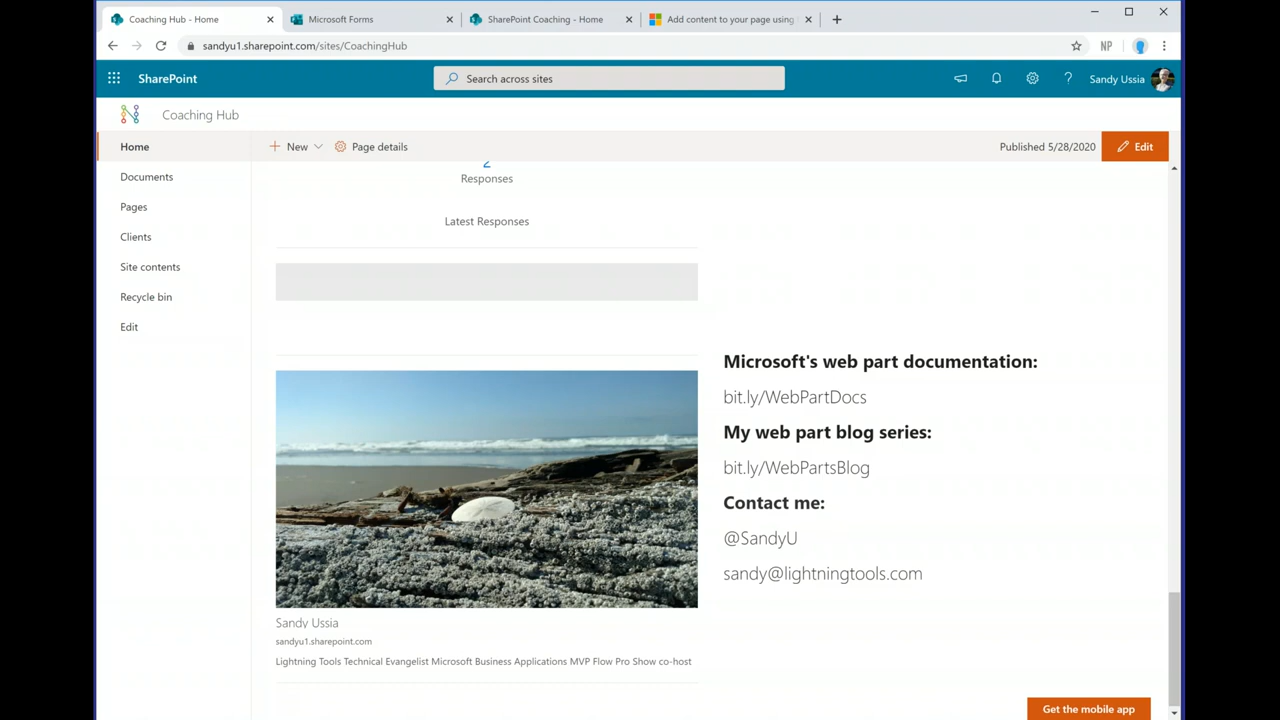 Coaching Hub - Home
Microsoft Forms
SharePoint Coaching - Home
Add content to your page using
sandyu1.sharepoint.com/sites/CoachingHub
NP
SharePoint
Search across sites
Sandy Ussia
Coaching Hub
Home
New
Page details
Published 5/28/2020
Edit
Documents
Pages
Clients
Site contents
Recycle bin
Edit
Responses
Latest Responses
Microsoft's web part documentation:
bit.ly/WebPartDocs
My web part blog series:
bit.ly/WebPartsBlog
Contact me:
@SandyU
sandy@lightningtools.com
Sandy Ussia
sandyu1.sharepoint.com
Lightning Tools Technical Evangelist Microsoft Business Applications MVP Flow Pro Show co-host
Get the mobile app